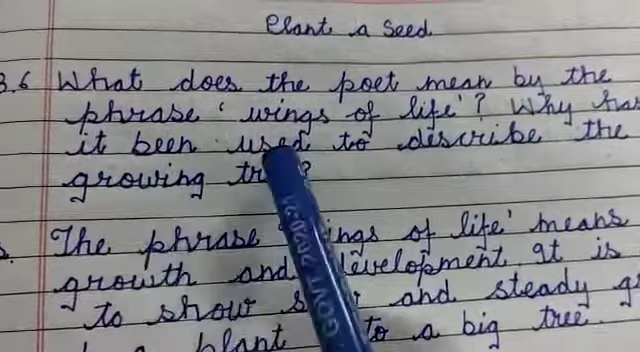 Plant a Seed
3.6 What does the poet mean by the
phrase 'wings of life'? Why has
it been used to describe the
growing ?
s. The phrase of life' means
growth and development It is
to show and steady
plant to a big tree.
GOVT